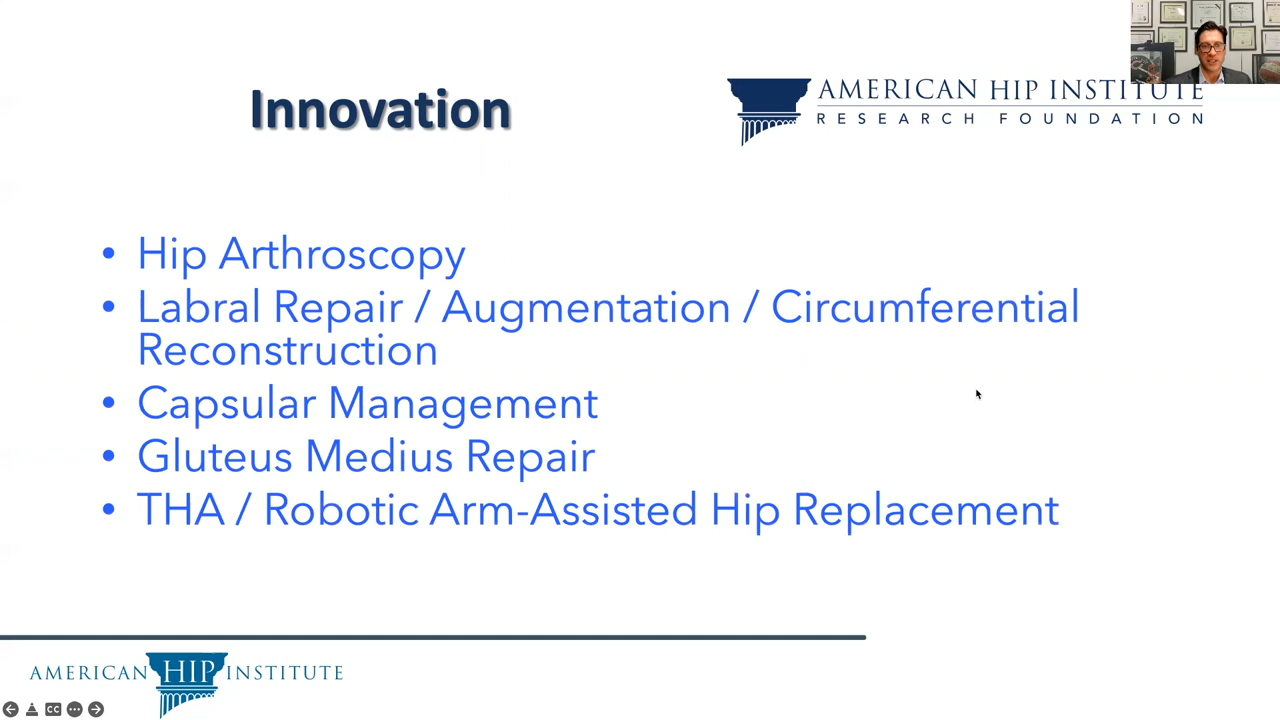 Innovation
AMERICAN HIP INSTITUTE
RESEARCH FOUNDATION
• Hip Arthroscopy
• Labral Repair / Augmentation / Circumferential
Reconstruction
• Capsular Management
• Gluteus Medius Repair
• THA / Robotic Arm-Assisted Hip Replacement
AMERICAN HIP INSTITUTE
CC